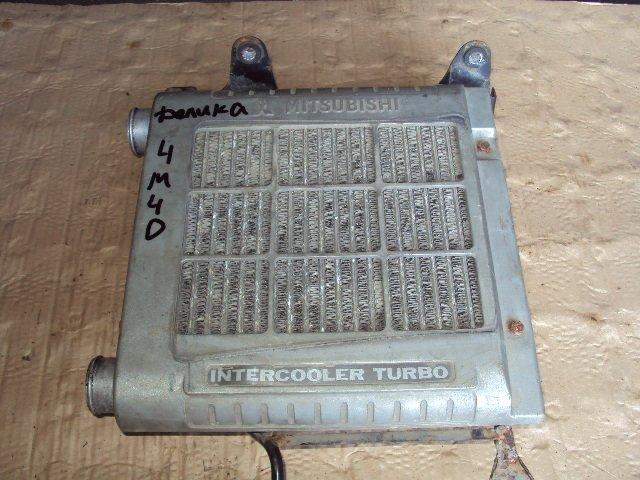 Делика
MITSUBISHI
4
M
4
0
INTERCOOLER TURBO